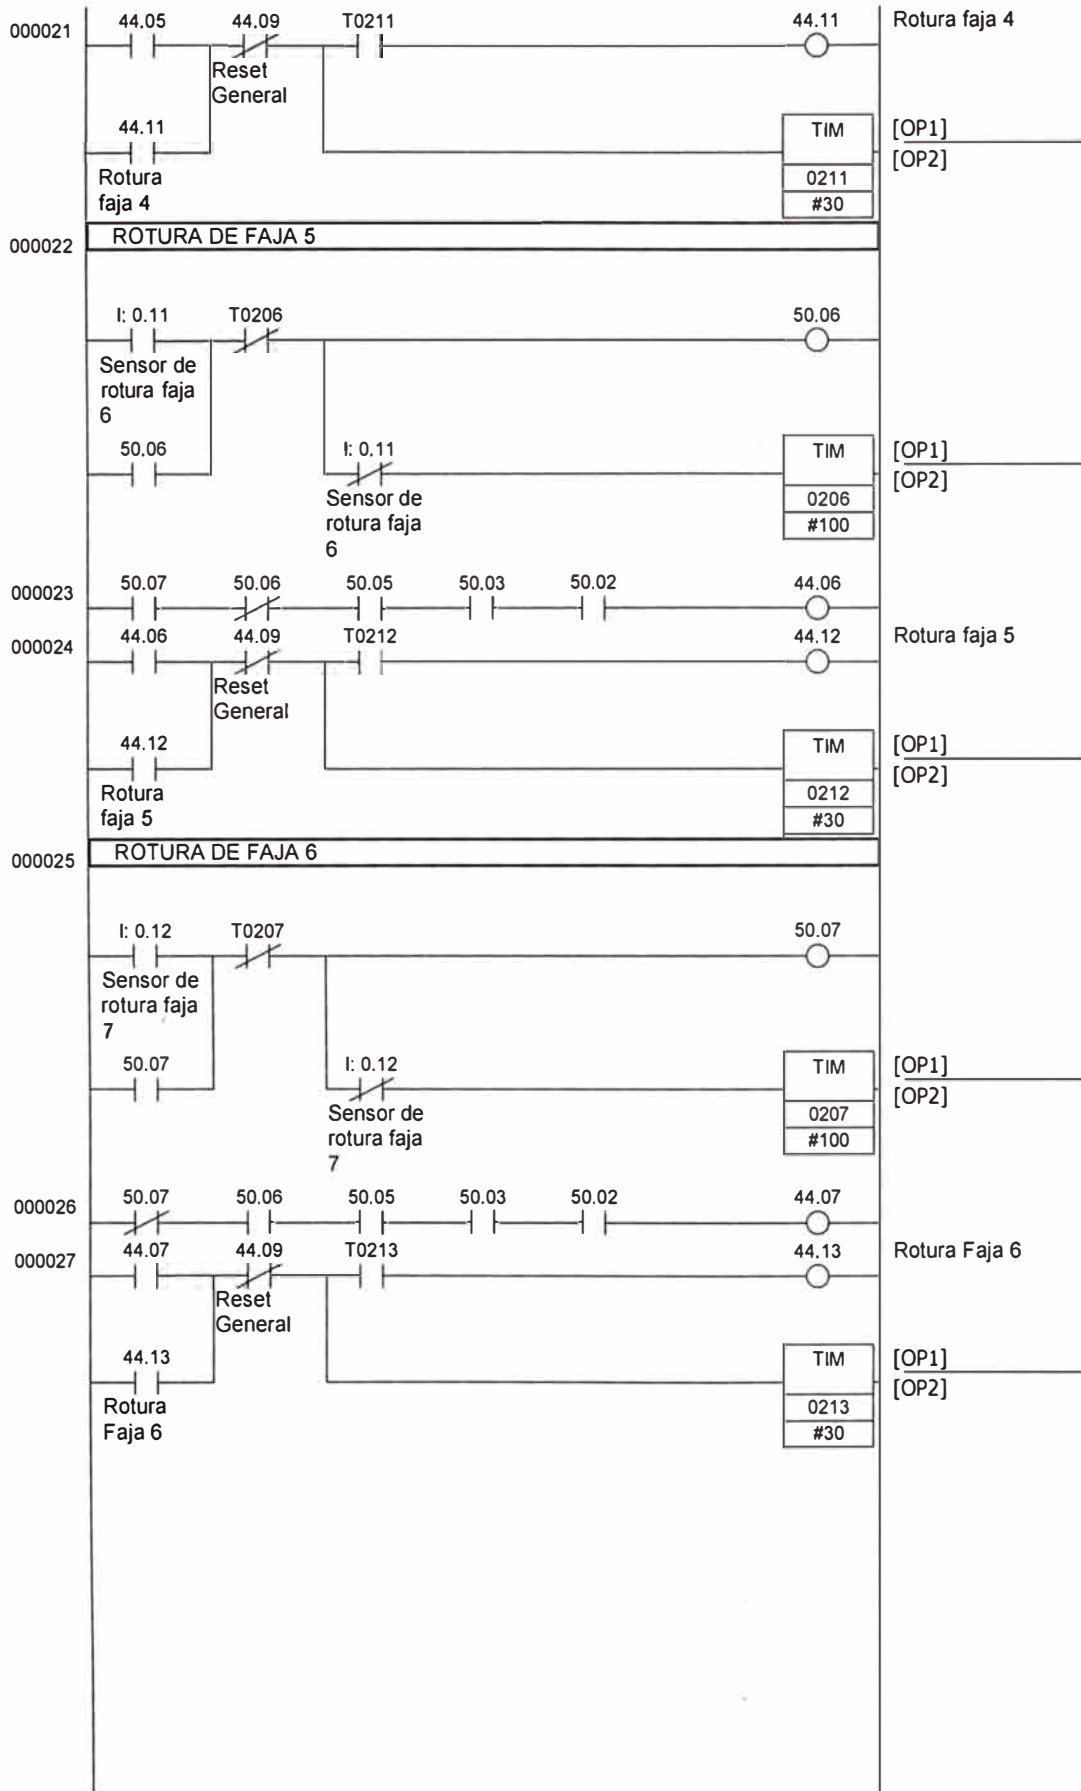 000021
44.05 44.09 T0211 44.11 Rotura faja 4
Reset
General
44.11
Rotura
faja 4
TIM [OP1]
[OP2]
0211
#30
000022 ROTURA DE FAJA 5
I: 0.11 T0206 50.06
Sensor de
rotura faja
6
50.06 I: 0.11
Sensor de
rotura faja
6
TIM [OP1]
[OP2]
0206
#100
000023 50.07 50.06 50.05 50.03 50.02 44.06
000024 44.06 44.09 T0212 44.12 Rotura faja 5
Reset
General
44.12
Rotura
faja 5
TIM [OP1]
[OP2]
0212
#30
000025 ROTURA DE FAJA 6
I: 0.12 T0207 50.07
Sensor de
rotura faja
7
50.07 I: 0.12
Sensor de
rotura faja
7
TIM [OP1]
[OP2]
0207
#100
000026 50.07 50.06 50.05 50.03 50.02 44.07
000027 44.07 44.09 T0213 44.13 Rotura Faja 6
Reset
General
44.13
Rotura
Faja 6
TIM [OP1]
[OP2]
0213
#30